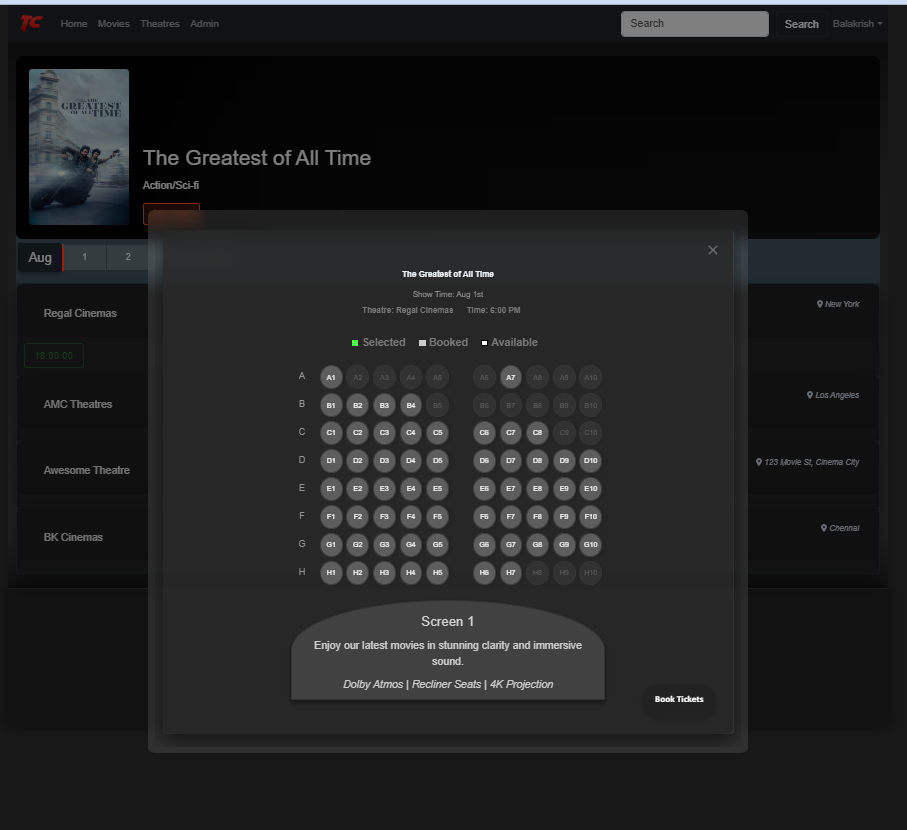 TC Home Movies Theatres Admin Search Search Balakrish
THE
GREATEST
OF ALL TIME
The Greatest of All Time
Action/Sci-fi
Aug 1 2
Regal Cinemas New York
18:00:00
AMC Theatres Los Angeles
Awesome Theatre 123 Movie St, Cinema City
BK Cinemas Chennai
The Greatest of All Time
Show Time: Aug 1st
Theatre: Regal Cinemas Time: 6:00 PM
Selected Booked Available
A A1 A2 A3 A4 A5 A6 A7 A8 A9 A10
B B1 B2 B3 B4 B5 B6 B7 B8 B9 B10
C C1 C2 C3 C4 C5 C6 C7 C8 C9 C10
D D1 D2 D3 D4 D5 D6 D7 D8 D9 D10
E E1 E2 E3 E4 E5 E6 E7 E8 E9 E10
F F1 F2 F3 F4 F5 F6 F7 F8 F9 F10
G G1 G2 G3 G4 G5 G6 G7 G8 G9 G10
H H1 H2 H3 H4 H5 H6 H7 H8 H9 H10
Screen 1
Enjoy our latest movies in stunning clarity and immersive
sound.
Dolby Atmos | Recliner Seats | 4K Projection
Book Tickets